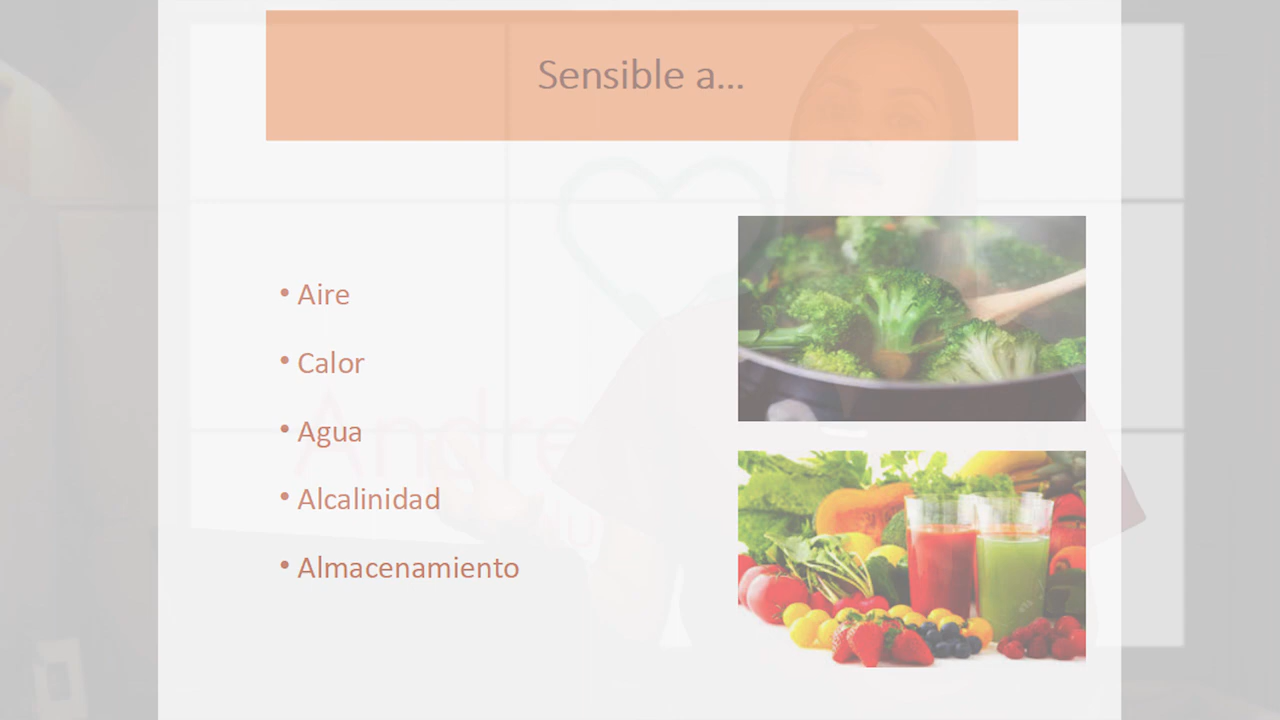 Sensible a...
• Aire
• Calor
• Agua
• Alcalinidad
• Almacenamiento